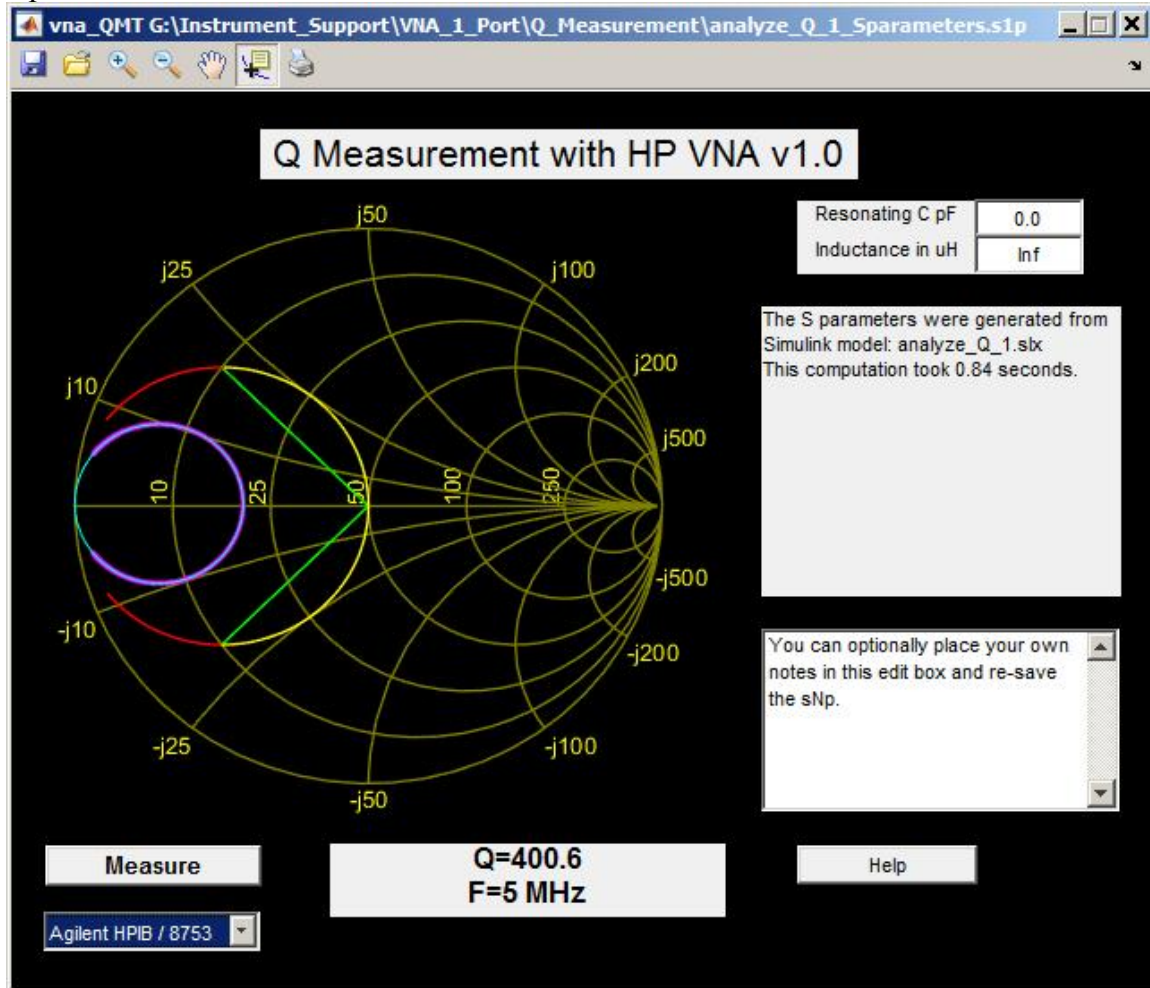 vna_QMT G:\Instrument_Support\VNA_1_Port\Q_Measurement\analyze_Q_1_Sparameters.s1p
Q Measurement with HP VNA v1.0
Resonating C pF 0.0
Inductance in uH Inf
j50
j25
j100
j10
j200
j500
10
25
50
100
250
-j500
-j10
-j200
-j25
-j100
-j50
The S parameters were generated from
Simulink model: analyze_Q_1.slx
This computation took 0.84 seconds.
You can optionally place your own
notes in this edit box and re-save
the sNp.
Measure
Q=400.6
F=5 MHz
Help
Agilent HPIB / 8753